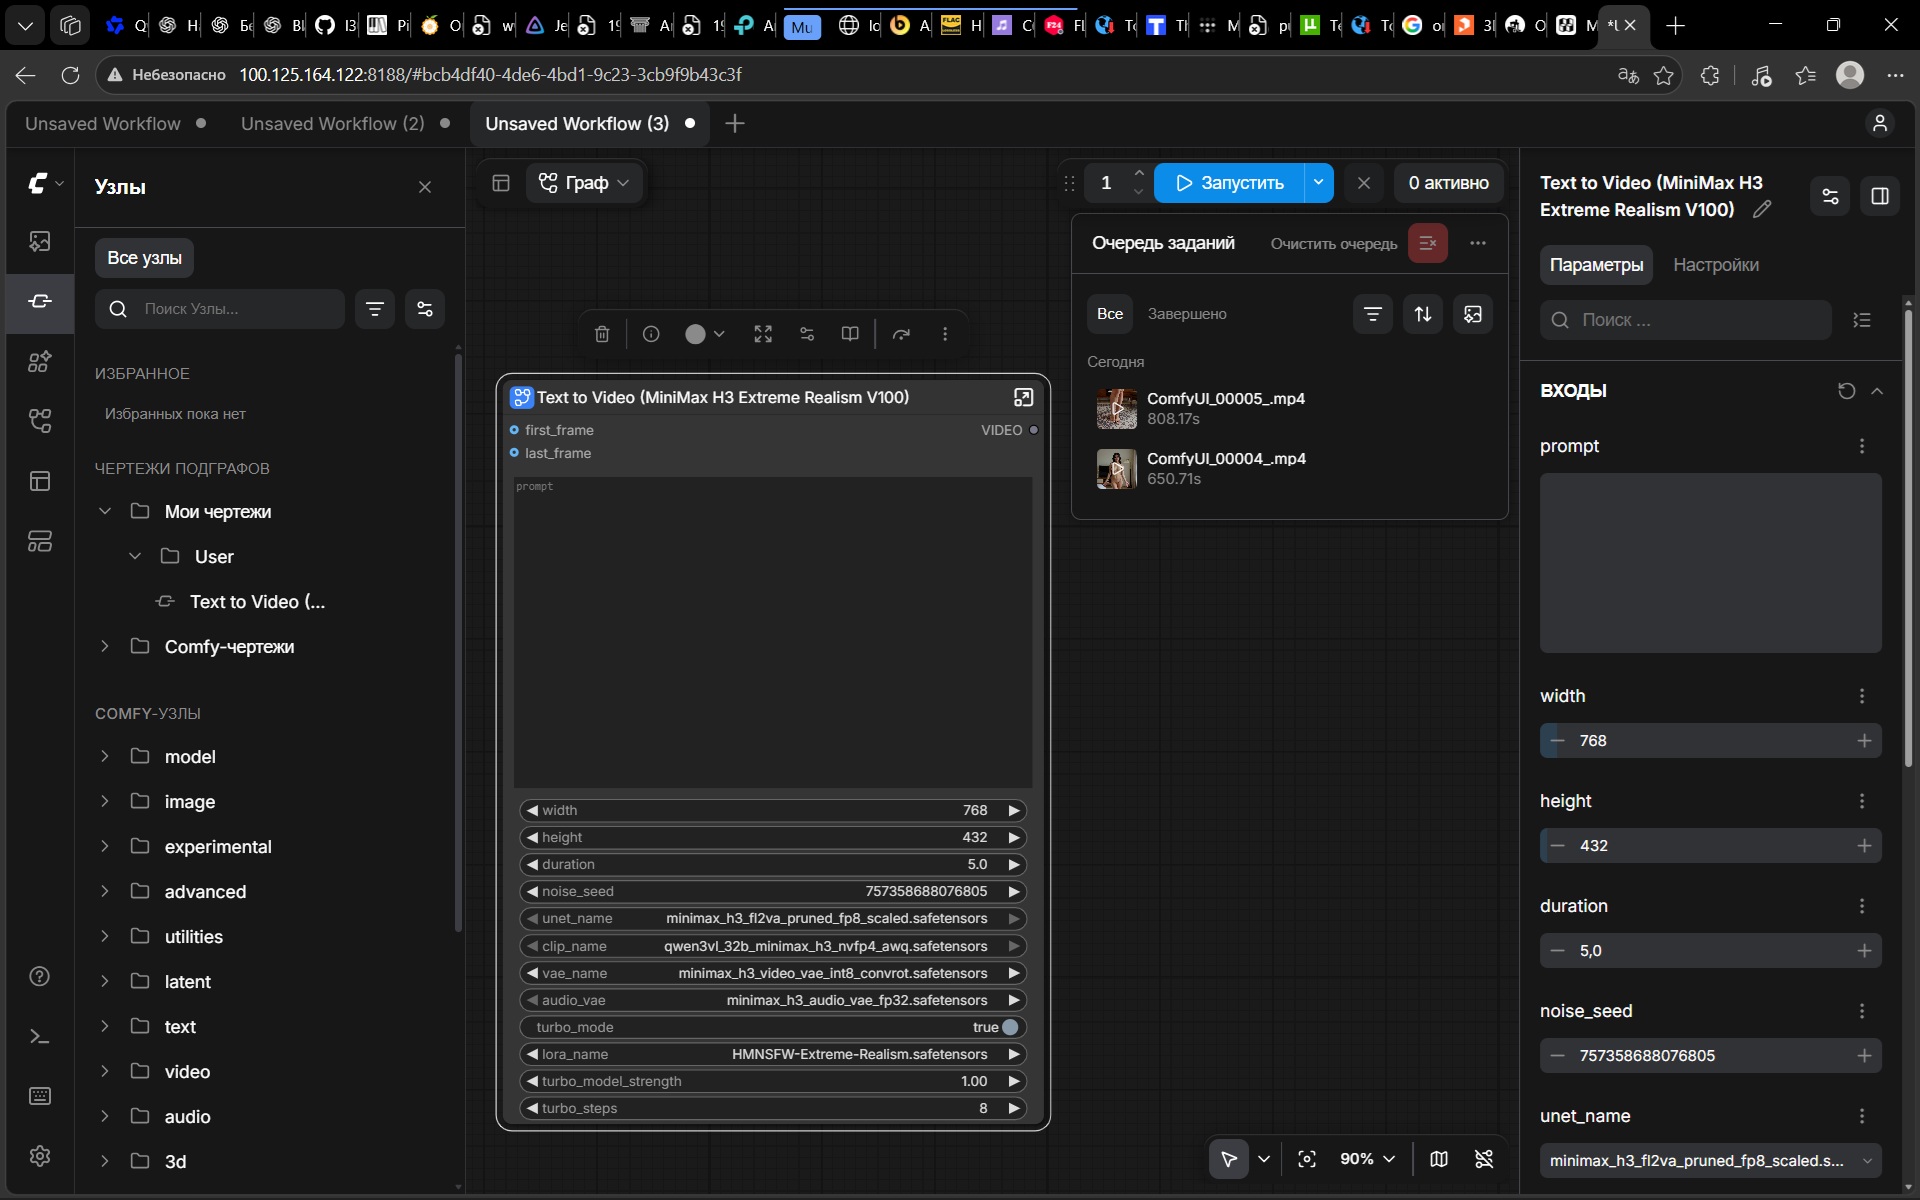 Mu
Небезопасно 100.125.164.122:8188/#bcb4df40-4de6-4bd1-9c23-3cb9f9b43c3f
Unsaved Workflow
Unsaved Workflow (2)
Unsaved Workflow (3)
Узлы
Все узлы
Поиск Узлы...
ИЗБРАННОЕ
Избранных пока нет
ЧЕРТЕЖИ ПОДГРАФОВ
Мои чертежи
User
Text to Video (...
Comfy-чертежи
COMFY-УЗЛЫ
model
image
experimental
advanced
utilities
latent
text
video
audio
3d
Граф
1
Запустить
0 активно
Очередь заданий
Очистить очередь
Все
Завершено
Сегодня
ComfyUI_00005_.mp4
808.17s
ComfyUI_00004_.mp4
650.71s
Text to Video (MiniMax H3 Extreme Realism V100)
first_frame
VIDEO
last_frame
prompt
width 768
height 432
duration 5.0
noise_seed 757358688076805
unet_name minimax_h3_fl2va_pruned_fp8_scaled.safetensors
clip_name qwen3vl_32b_minimax_h3_nvfp4_awq.safetensors
vae_name minimax_h3_video_vae_int8_convrot.safetensors
audio_vae minimax_h3_audio_vae_fp32.safetensors
turbo_mode true
lora_name HMNSFW-Extreme-Realism.safetensors
turbo_model_strength 1.00
turbo_steps 8
90%
Text to Video (MiniMax H3
Extreme Realism V100)
Параметры
Настройки
Поиск ...
ВХОДЫ
prompt
width
768
height
432
duration
5,0
noise_seed
757358688076805
unet_name
minimax_h3_fl2va_pruned_fp8_scaled.s...